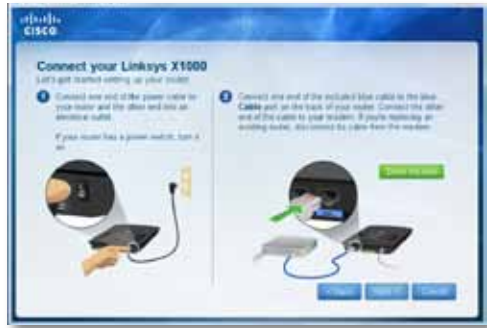 CISCO
Connect your Linksys X1000
Let's get started setting up your router.
1 Connect one end of the power cable to
your router and the other end into an
electrical outlet.
If your router has a power switch, turn it
on.
2 Connect one end of the included blue cable to the blue
Cable port on the back of your router. Connect the other
end of the cable to your modem. If you're replacing an
existing router, disconnect its cable from the modem.
Next
Cancel